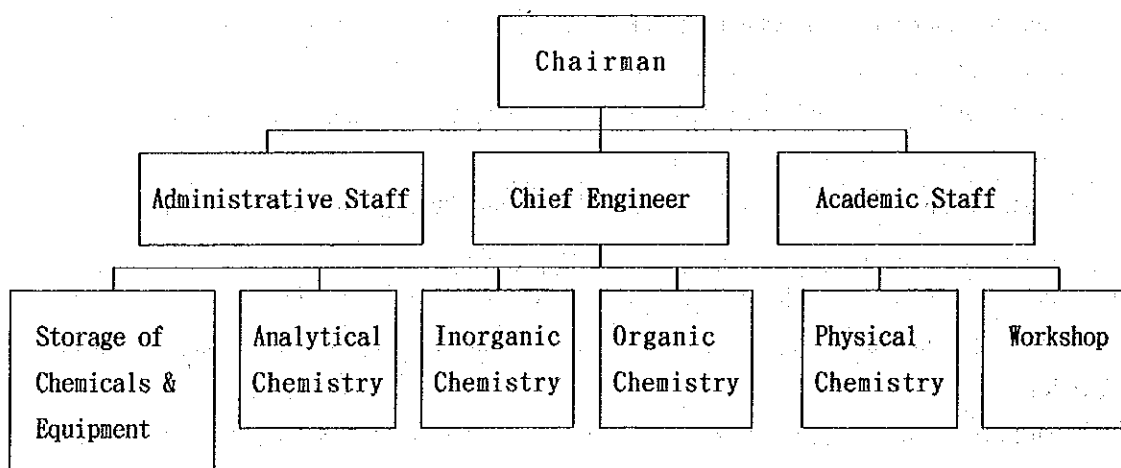 Chairman
Administrative Staff
Chief Engineer
Academic Staff
Storage of
Chemicals &
Equipment
Analytical
Chemistry
Inorganic
Chemistry
Organic
Chemistry
Physical
Chemistry
Workshop